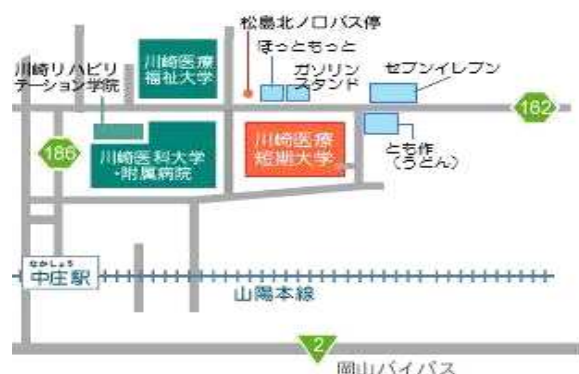 松島北ノ口バス停
ほっともっと
川崎医療
福祉大学
ガソリン
スタンド
セブンイレブン
川崎リハビリ
テーション学院
162
186
川崎医科大学
・附属病院
川崎医療
短期大学
とも作
（うどん）
なかしょう
中庄駅
山陽本線
2
岡山バイパス